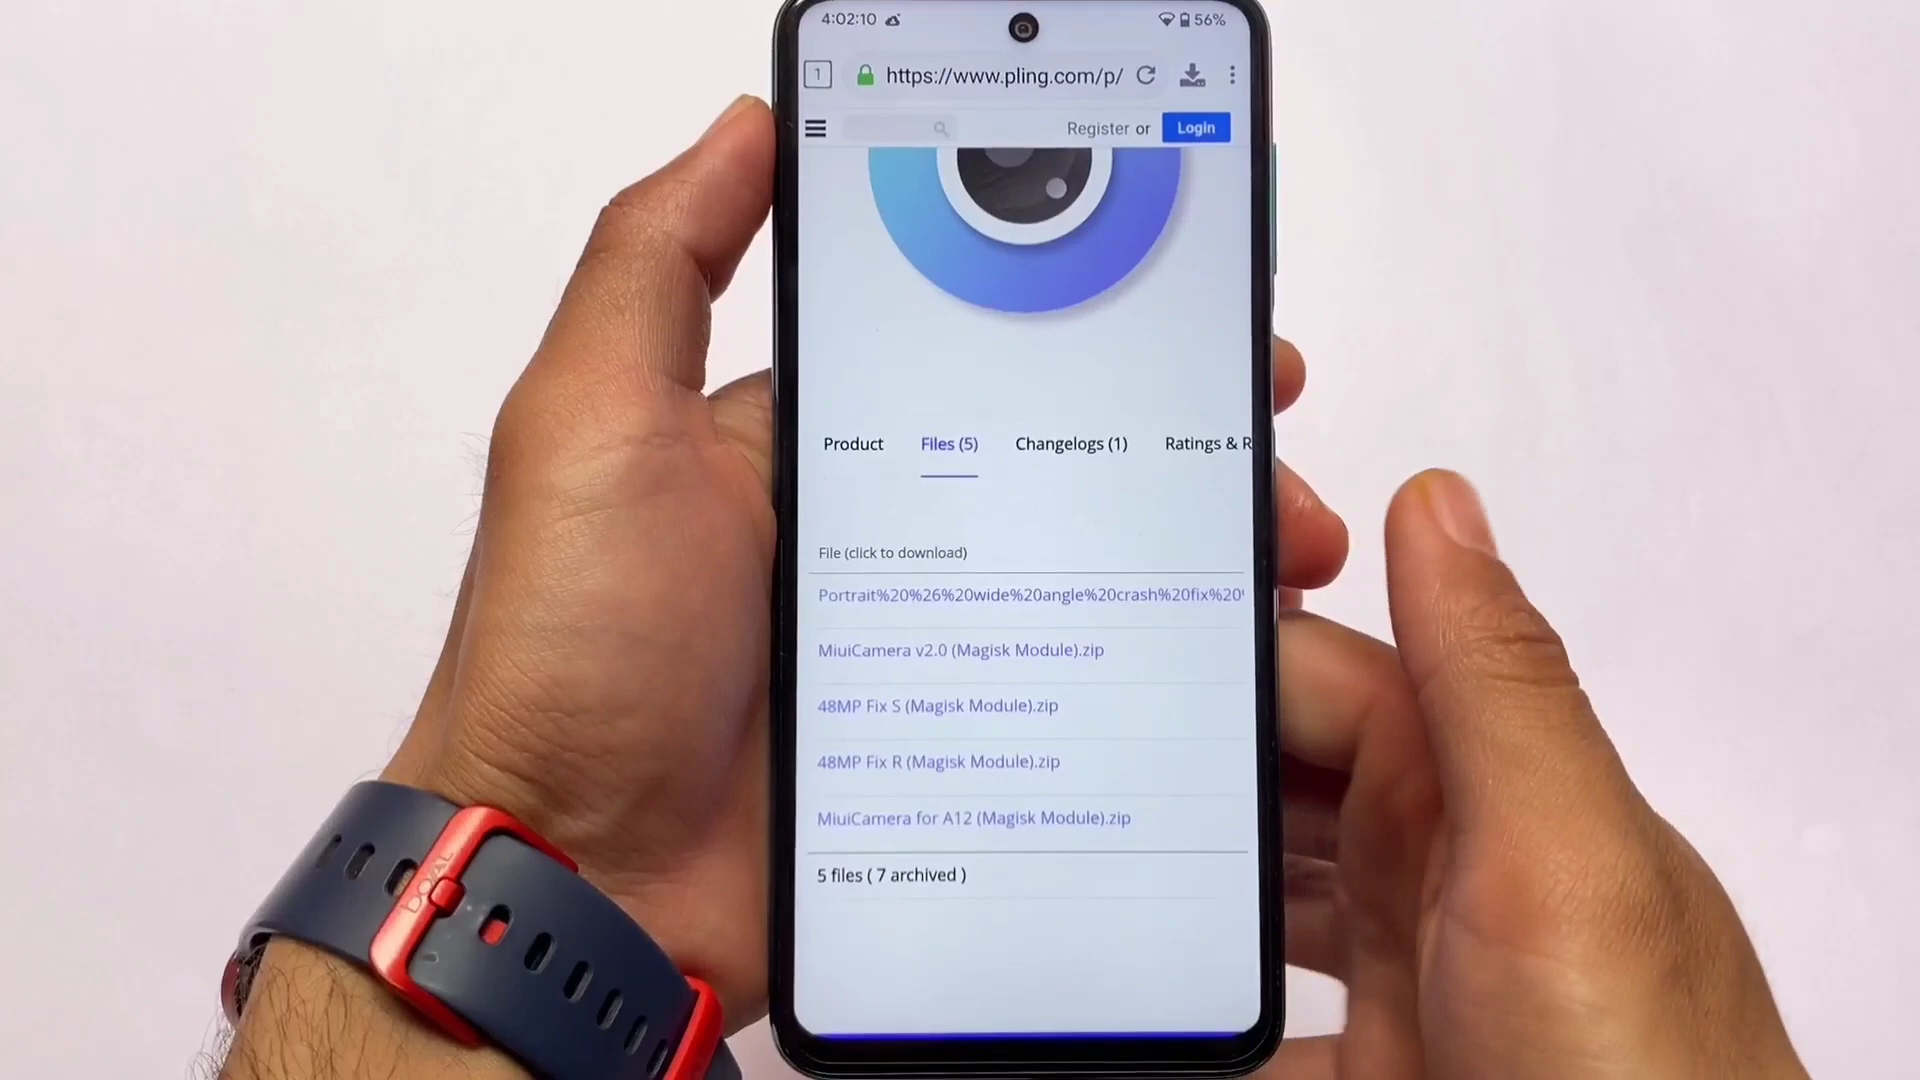 4:02:10
56%
1
https://www.pling.com/p/
Register or
Login
Product
Files (5)
Changelogs (1)
Ratings & R
File (click to download)
Portrait%20%26%20wide%20angle%20crash%20fix%20
MiuiCamera v2.0 (Magisk Module).zip
48MP Fix S (Magisk Module).zip
48MP Fix R (Magisk Module).zip
MiuiCamera for A12 (Magisk Module).zip
5 files ( 7 archived )